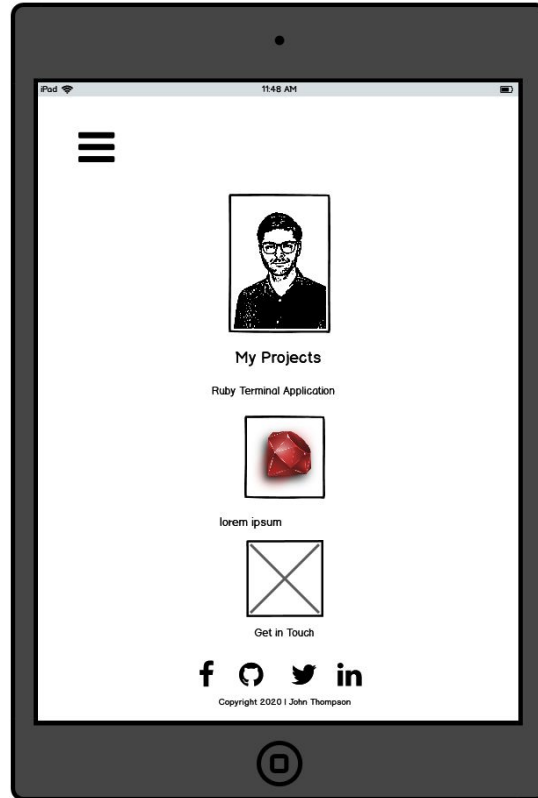 iPad 11:48 AM
My Projects
Ruby Terminal Application
lorem ipsum
Get in Touch
Copyright 2020 | John Thompson